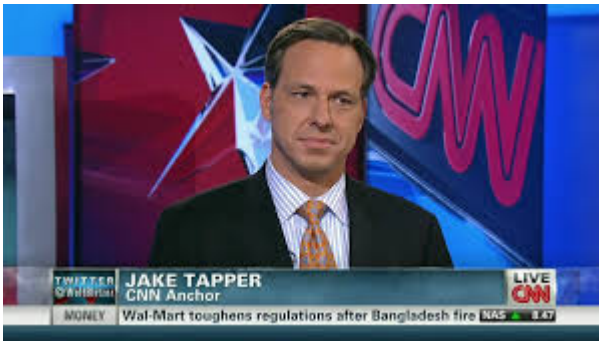 CNN
TWITTER
JAKE TAPPER
LIVE
CNN Anchor
CNN
MONEY
Wal-Mart toughens regulations after Bangladesh fire
NAS ▲ 8.47